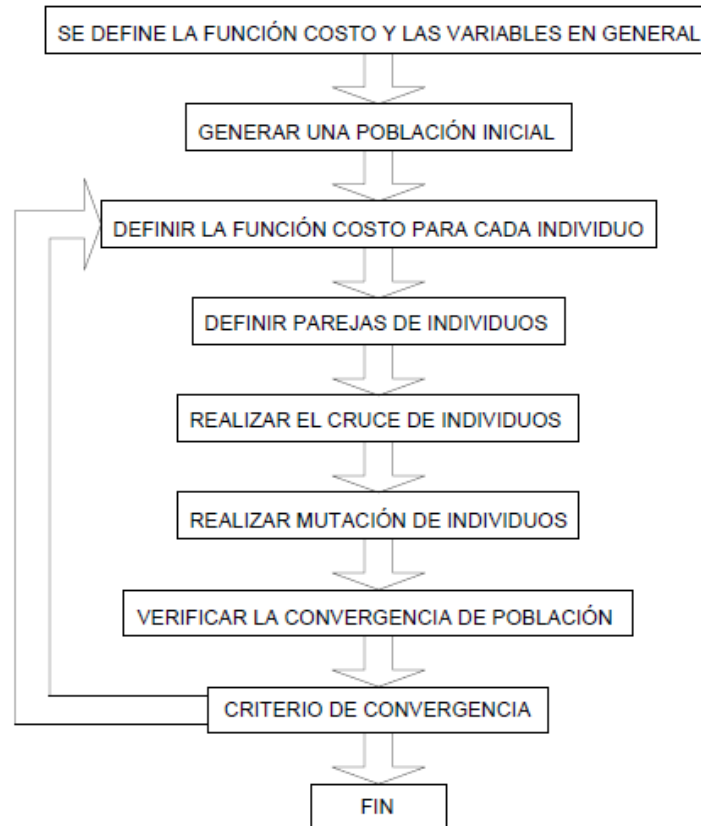 SE DEFINE LA FUNCIÓN COSTO Y LAS VARIABLES EN GENERAL
GENERAR UNA POBLACIÓN INICIAL
DEFINIR LA FUNCIÓN COSTO PARA CADA INDIVIDUO
DEFINIR PAREJAS DE INDIVIDUOS
REALIZAR EL CRUCE DE INDIVIDUOS
REALIZAR MUTACIÓN DE INDIVIDUOS
VERIFICAR LA CONVERGENCIA DE POBLACIÓN
CRITERIO DE CONVERGENCIA
FIN